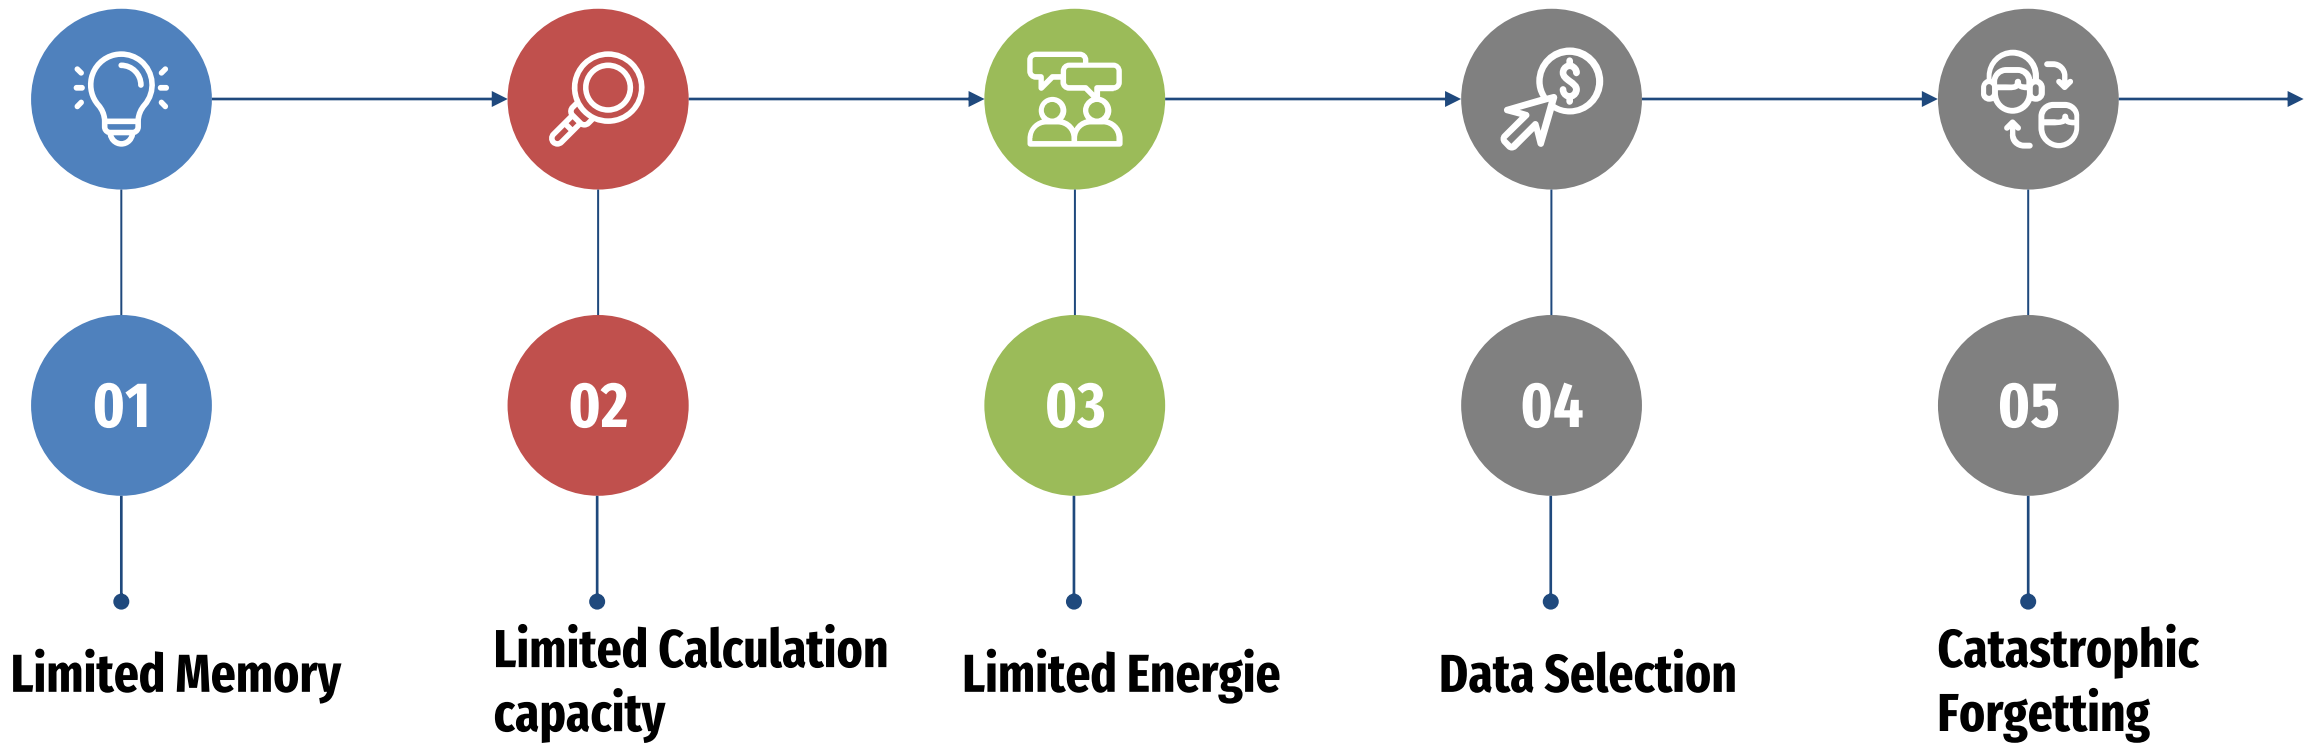 $
01
02
03
04
05
Limited Memory
Limited Calculation
capacity
Limited Energie
Data Selection
Catastrophic
Forgetting